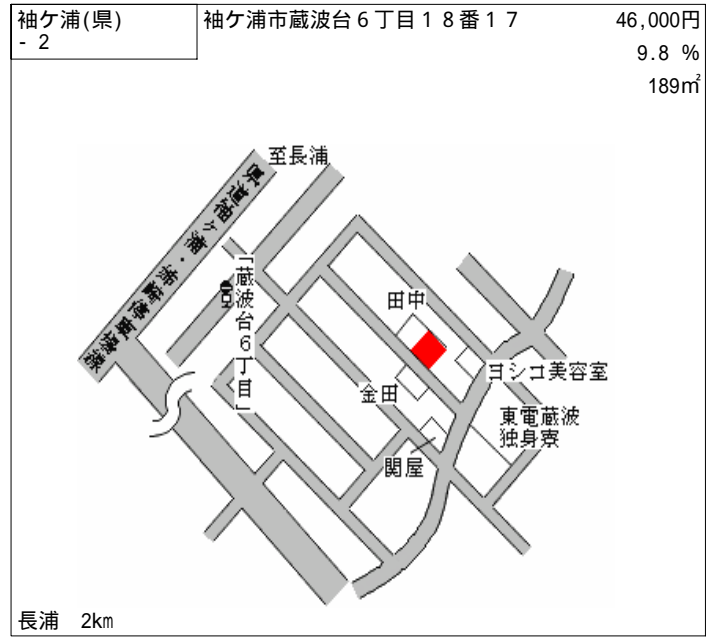 袖ケ浦(県)
- 2
袖ケ浦市蔵波台６丁目１８番１７
46,000円
9.8 %
189㎡
至長浦
県道袖ヶ浦・姉崎停車場線
「蔵波台６丁目」
田中
ヨシコ美容室
金田
東電蔵波
独身寮
関屋
長浦 2km